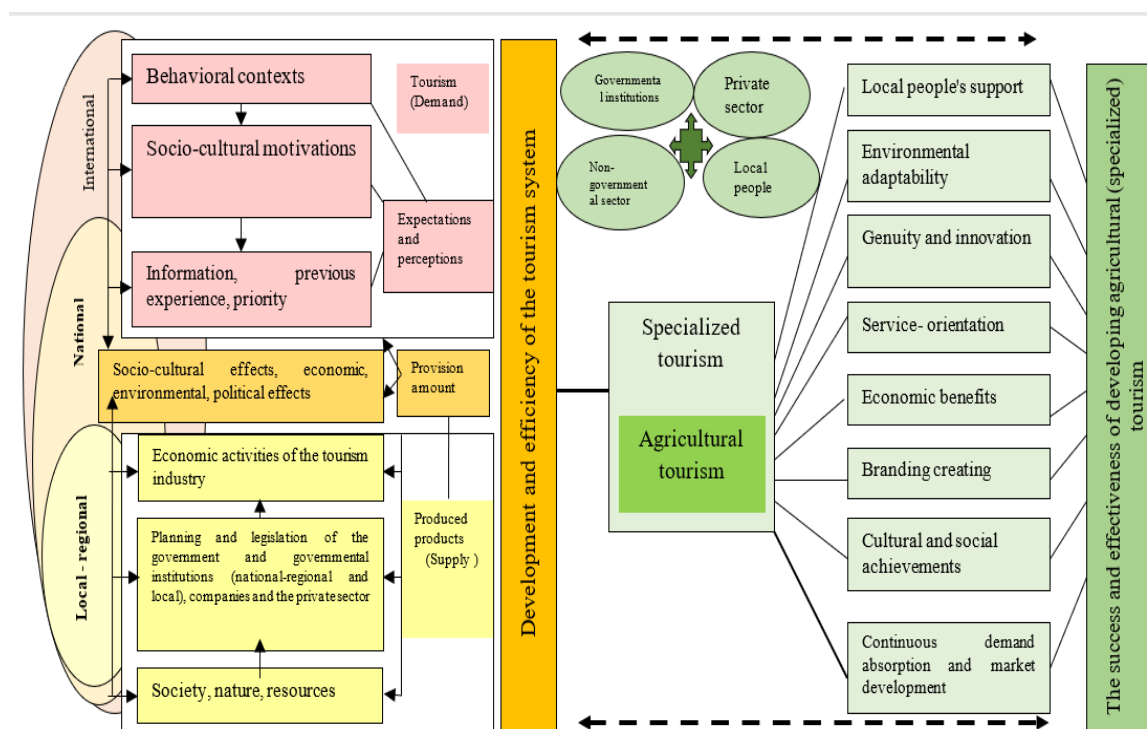 International
National
Local - regional
Behavioral contexts
Socio-cultural motivations
Information, previous
experience, priority
Tourism
(Demand)
Expectations
and
perceptions
Socio-cultural effects, economic,
environmental, political effects
Provision
amount
Economic activities of the tourism
industry
Planning and legislation of the
government and governmental
institutions (national-regional and
local), companies and the private sector
Society, nature, resources
Produced
products
(Supply )
Development and efficiency of the tourism system
Governmenta
l institutions
Private
sector
Non-
government
al sector
Local
people
Specialized
tourism
Agricultural
tourism
Local people's support
Environmental
adaptability
Genuity and innovation
Service- orientation
Economic benefits
Branding creating
Cultural and social
achievements
Continuous demand
absorption and market
development
The success and effectiveness of developing agricultural (specialized)
tourism